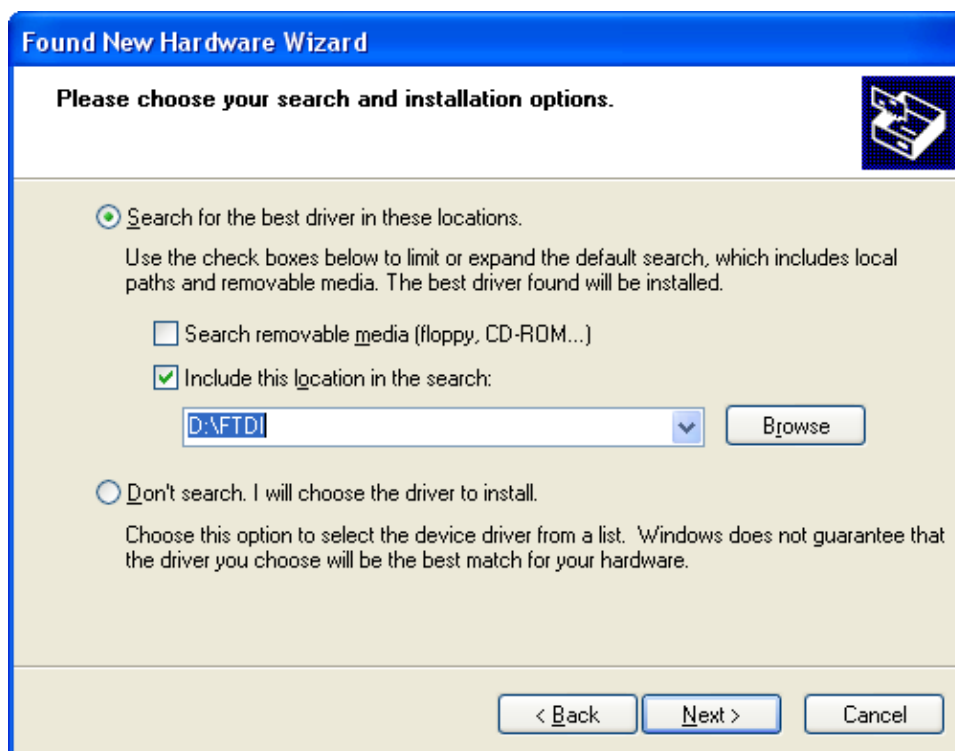 Found New Hardware Wizard
Please choose your search and installation options.
Search for the best driver in these locations.
Use the check boxes below to limit or expand the default search, which includes local
paths and removable media. The best driver found will be installed.
Search removable media (floppy, CD-ROM...)
Include this location in the search:
D:\FTDI
Browse
Don't search. I will choose the driver to install.
Choose this option to select the device driver from a list.  Windows does not guarantee that
the driver you choose will be the best match for your hardware.
< Back
Next >
Cancel